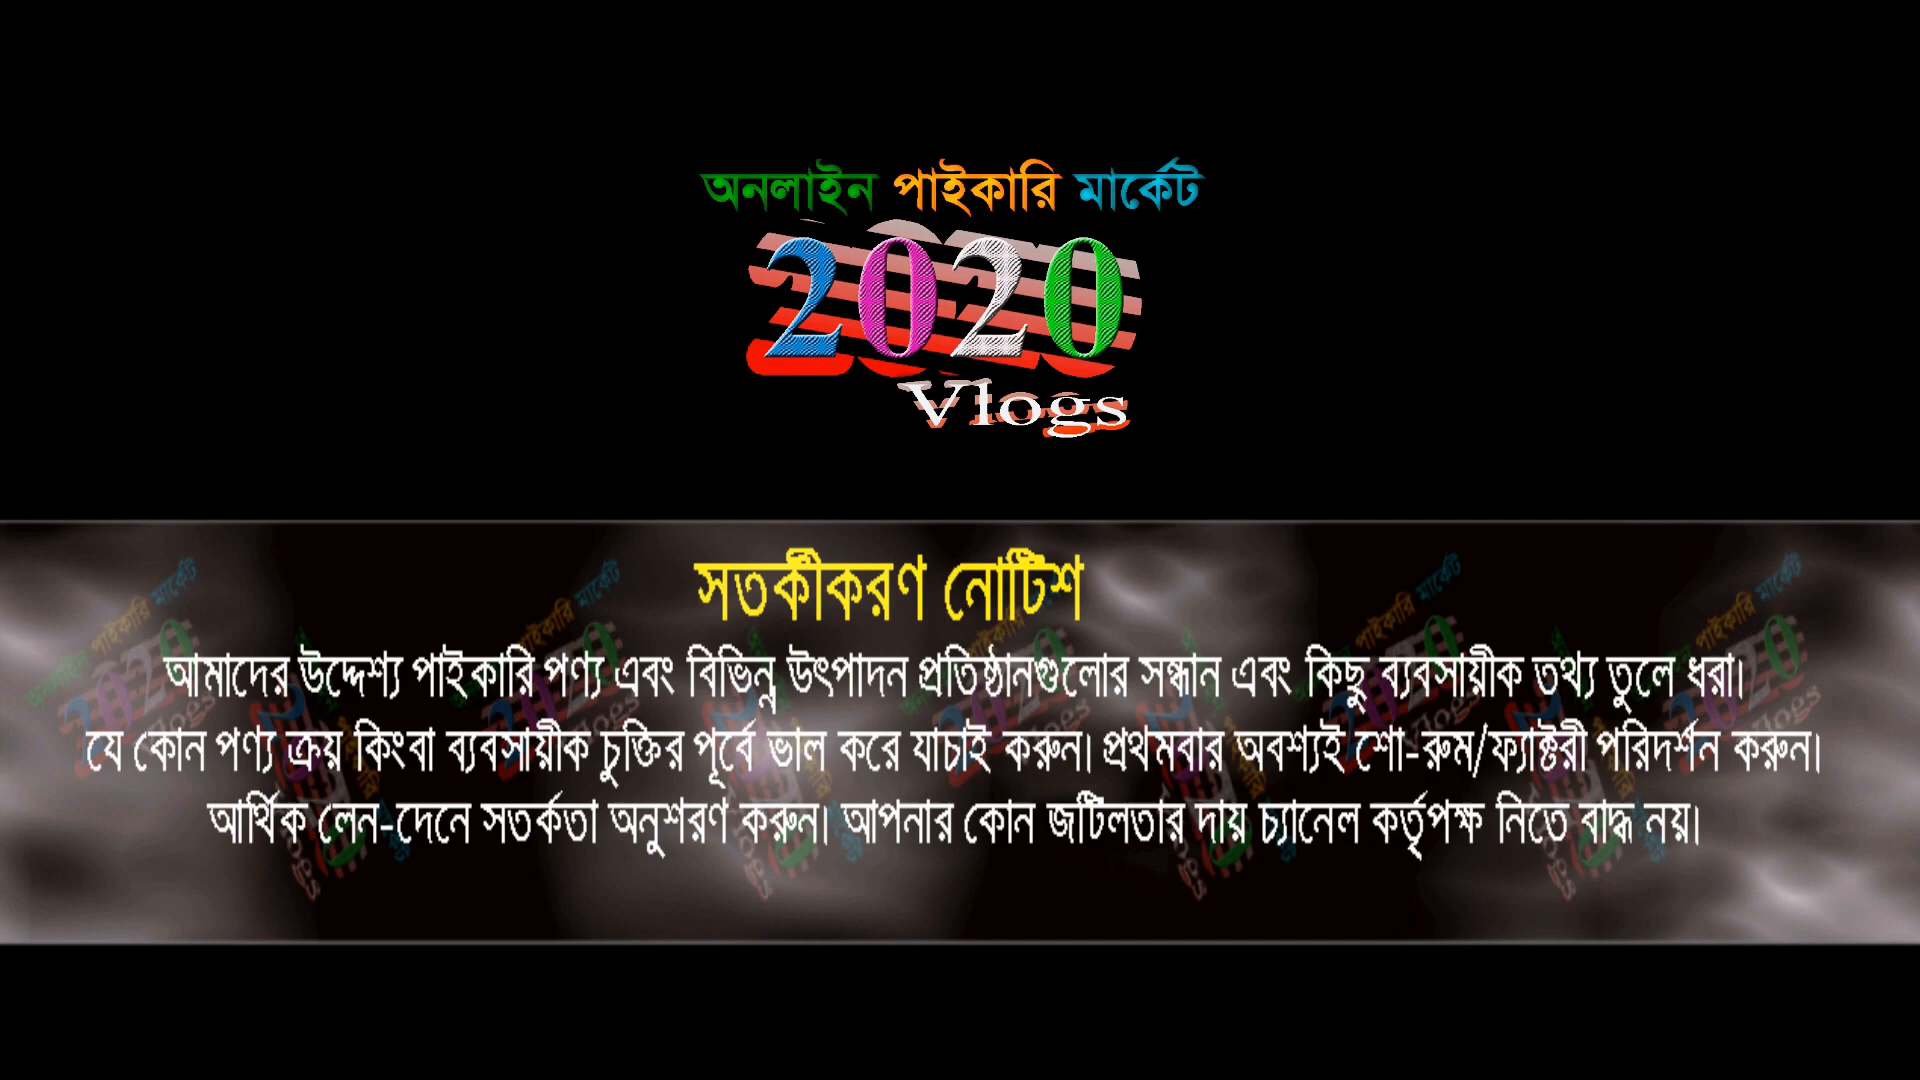 অনলাইন পাইকারি মার্কেট
2020
Vlogs
সতর্কীকরণ নোটিশ
আমাদের উদ্দেশ্য পাইকারি পণ্য এবং বিভিন্ন উৎপাদন প্রতিষ্ঠানগুলোর সন্ধান এবং কিছু ব্যবসায়ীক তথ্য তুলে ধরা।
যে কোন পণ্য ক্রয় কিংবা ব্যবসায়ীক চুক্তির পূর্বে ভাল করে যাচাই করুন। প্রথমবার অবশ্যই শো-রুম/ফ্যাক্টরী পরিদর্শন করুন।
আর্থিক লেন-দেনে সতর্কতা অনুশরণ করুন। আপনার কোন জটিলতার দায় চ্যানেল কর্তৃপক্ষ নিতে বাদ্ধ নয়।